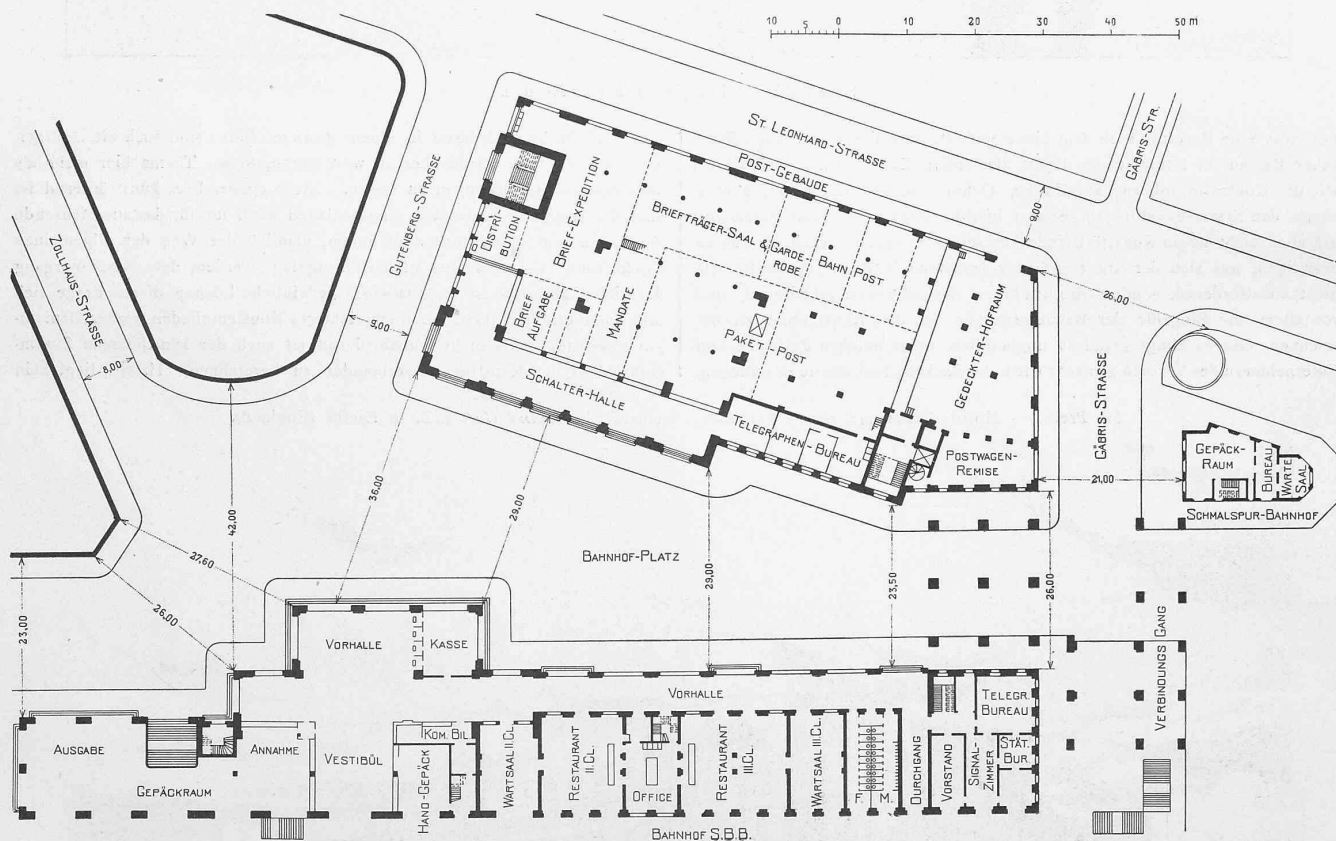 10 5 0 10 20 30 40 50 m
ST. LEONHARD-STRASSE
GÄBRIS-STR.
POST-GEBÄUDE
9,00
ZOLLHAUS-STRASSE
8,00
GUTENBERG-STRASSE
9,00
DISTRI-
BUTION
BRIEF-EXPEDITION
BRIEF
AUFGABE
MANDATE
BRIEFTRÄGER-SAAL & GARDE-
ROBE
BAHN POST
PAKET-POST
GEDECKTER-HOFRAUM
SCHALTER-HALLE
TELEGRAPHEN-BUREAU
POSTWAGEN-
REMISE
26,00
GÄBRIS-STRASSE
21,00
GEPÄCK-
RAUM
BUREAU
WARTE
SAAL
SCHMALSPUR-BAHNHOF
42,00
36,00
29,00
27,60
26,00
23,00
BAHNHOF-PLATZ
29,00
23,50
26,00
VORHALLE
KASSE
VORHALLE
VERBINDUNGS GANG
AUSGABE
GEPÄCKRAUM
ANNAHME
VESTIBÜL
KOM. BIL.
HAND-GEPÄCK
WARTSAAL II.CL.
RESTAURANT
II.CL.
OFFICE
RESTAURANT
III.CL.
WARTSAAL III.CL.
F. M.
DURCHGANG
VORSTAND
SIGNAL-
ZIMMER
TELEGR.
BUREAU
STAT.
BUR.
BAHNHOF S.B.B.